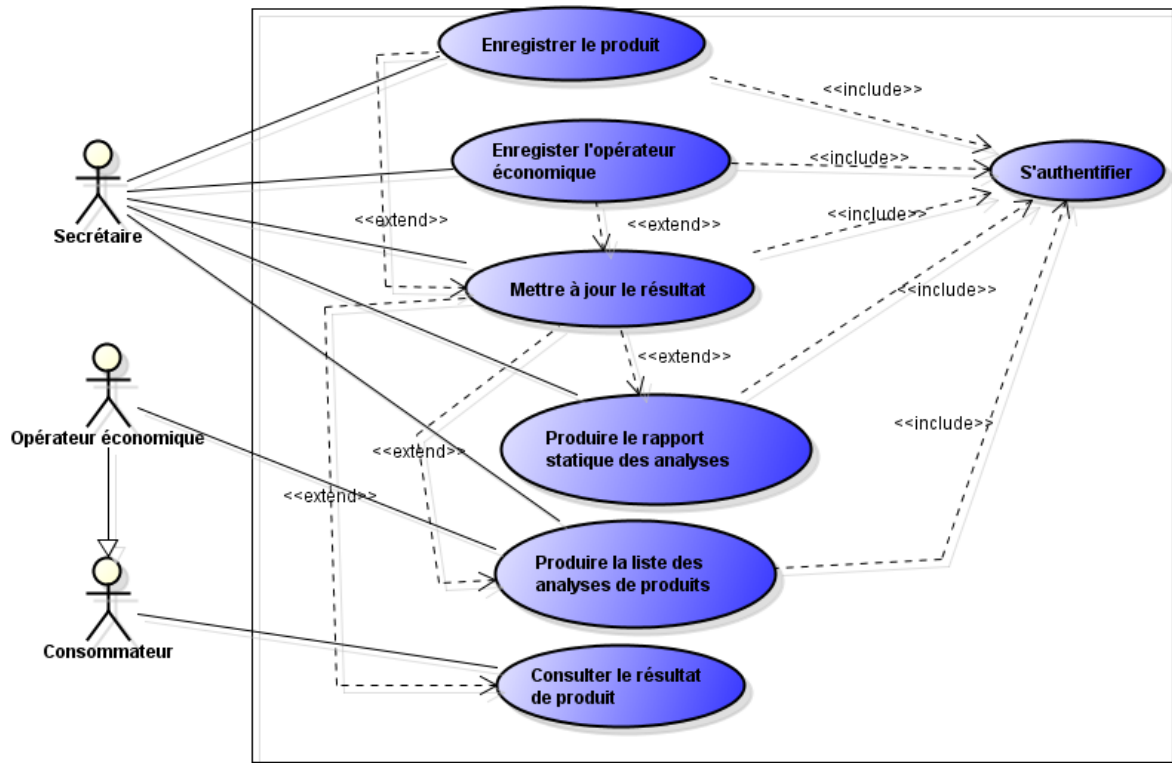 Enregistrer le produit
<<include>>
Enregister l'opérateur
économique
<<include>>
S'authentifier
Secrétaire
<<extend>>
<<extend>>
<<include>>
Mettre à jour le résultat
<<include>>
<<extend>>
Opérateur économique
Produire le rapport
statique des analyses
<<include>>
<<extend>>
<<extend>>
Produire la liste des
analyses de produits
Consommateur
Consulter le résultat
de produit